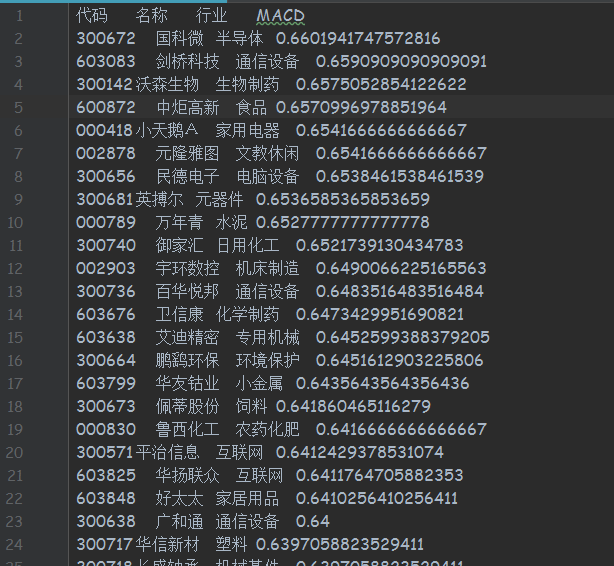 1 代码 名称 行业 MACD
2 300672 国科微 半导体 0.6601941747572816
3 603083 剑桥科技 通信设备 0.6590909090909091
4 300142 沃森生物 生物制药 0.6575052854122622
5 600872 中炬高新 食品 0.6570996978851964
6 000418 小天鹅A 家用电器 0.6541666666666667
7 002878 元隆雅图 文教休闲 0.6541666666666667
8 300656 民德电子 电脑设备 0.6538461538461539
9 300681 英搏尔 元器件 0.6536585365853659
10 000789 万年青 水泥 0.6527777777777778
11 300740 御家汇 日用化工 0.6521739130434783
12 002903 宇环数控 机床制造 0.6490066225165563
13 300736 百华悦邦 通信设备 0.6483516483516484
14 603676 卫信康 化学制药 0.6473429951690821
15 603638 艾迪精密 专用机械 0.6452599388379205
16 300664 鹏鹞环保 环境保护 0.6451612903225806
17 603799 华友钴业 小金属 0.6435643564356436
18 300673 佩蒂股份 饲料 0.641860465116279
19 000830 鲁西化工 农药化肥 0.6416666666666667
20 300571 平治信息 互联网 0.6412429378531074
21 603825 华扬联众 互联网 0.6411764705882353
22 603848 好太太 家居用品 0.6410256410256411
23 300638 广和通 通信设备 0.64
24 300717 华信新材 塑料 0.6397058823529411